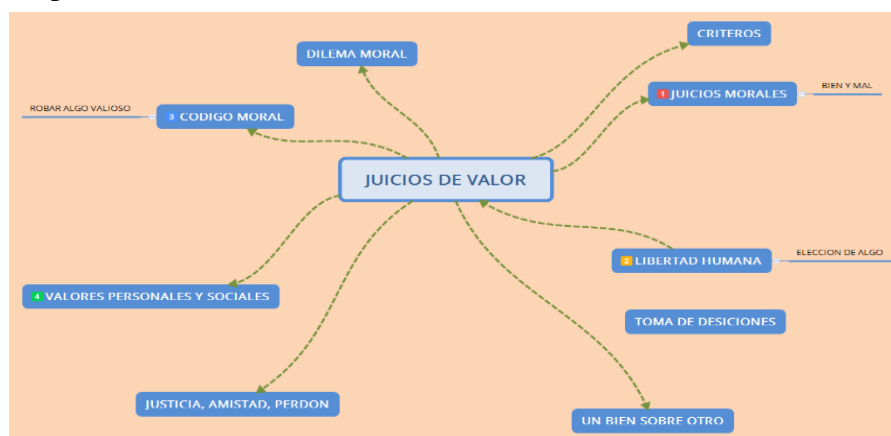 CRITEROS
DILEMA MORAL
1 JUICIOS MORALES
BIEN Y MAL
ROBAR ALGO VALIOSO
3 CODIGO MORAL
JUICIOS DE VALOR
2 LIBERTAD HUMANA
ELECCION DE ALGO
4 VALORES PERSONALES Y SOCIALES
TOMA DE DESICIONES
JUSTICIA, AMISTAD, PERDON
UN BIEN SOBRE OTRO